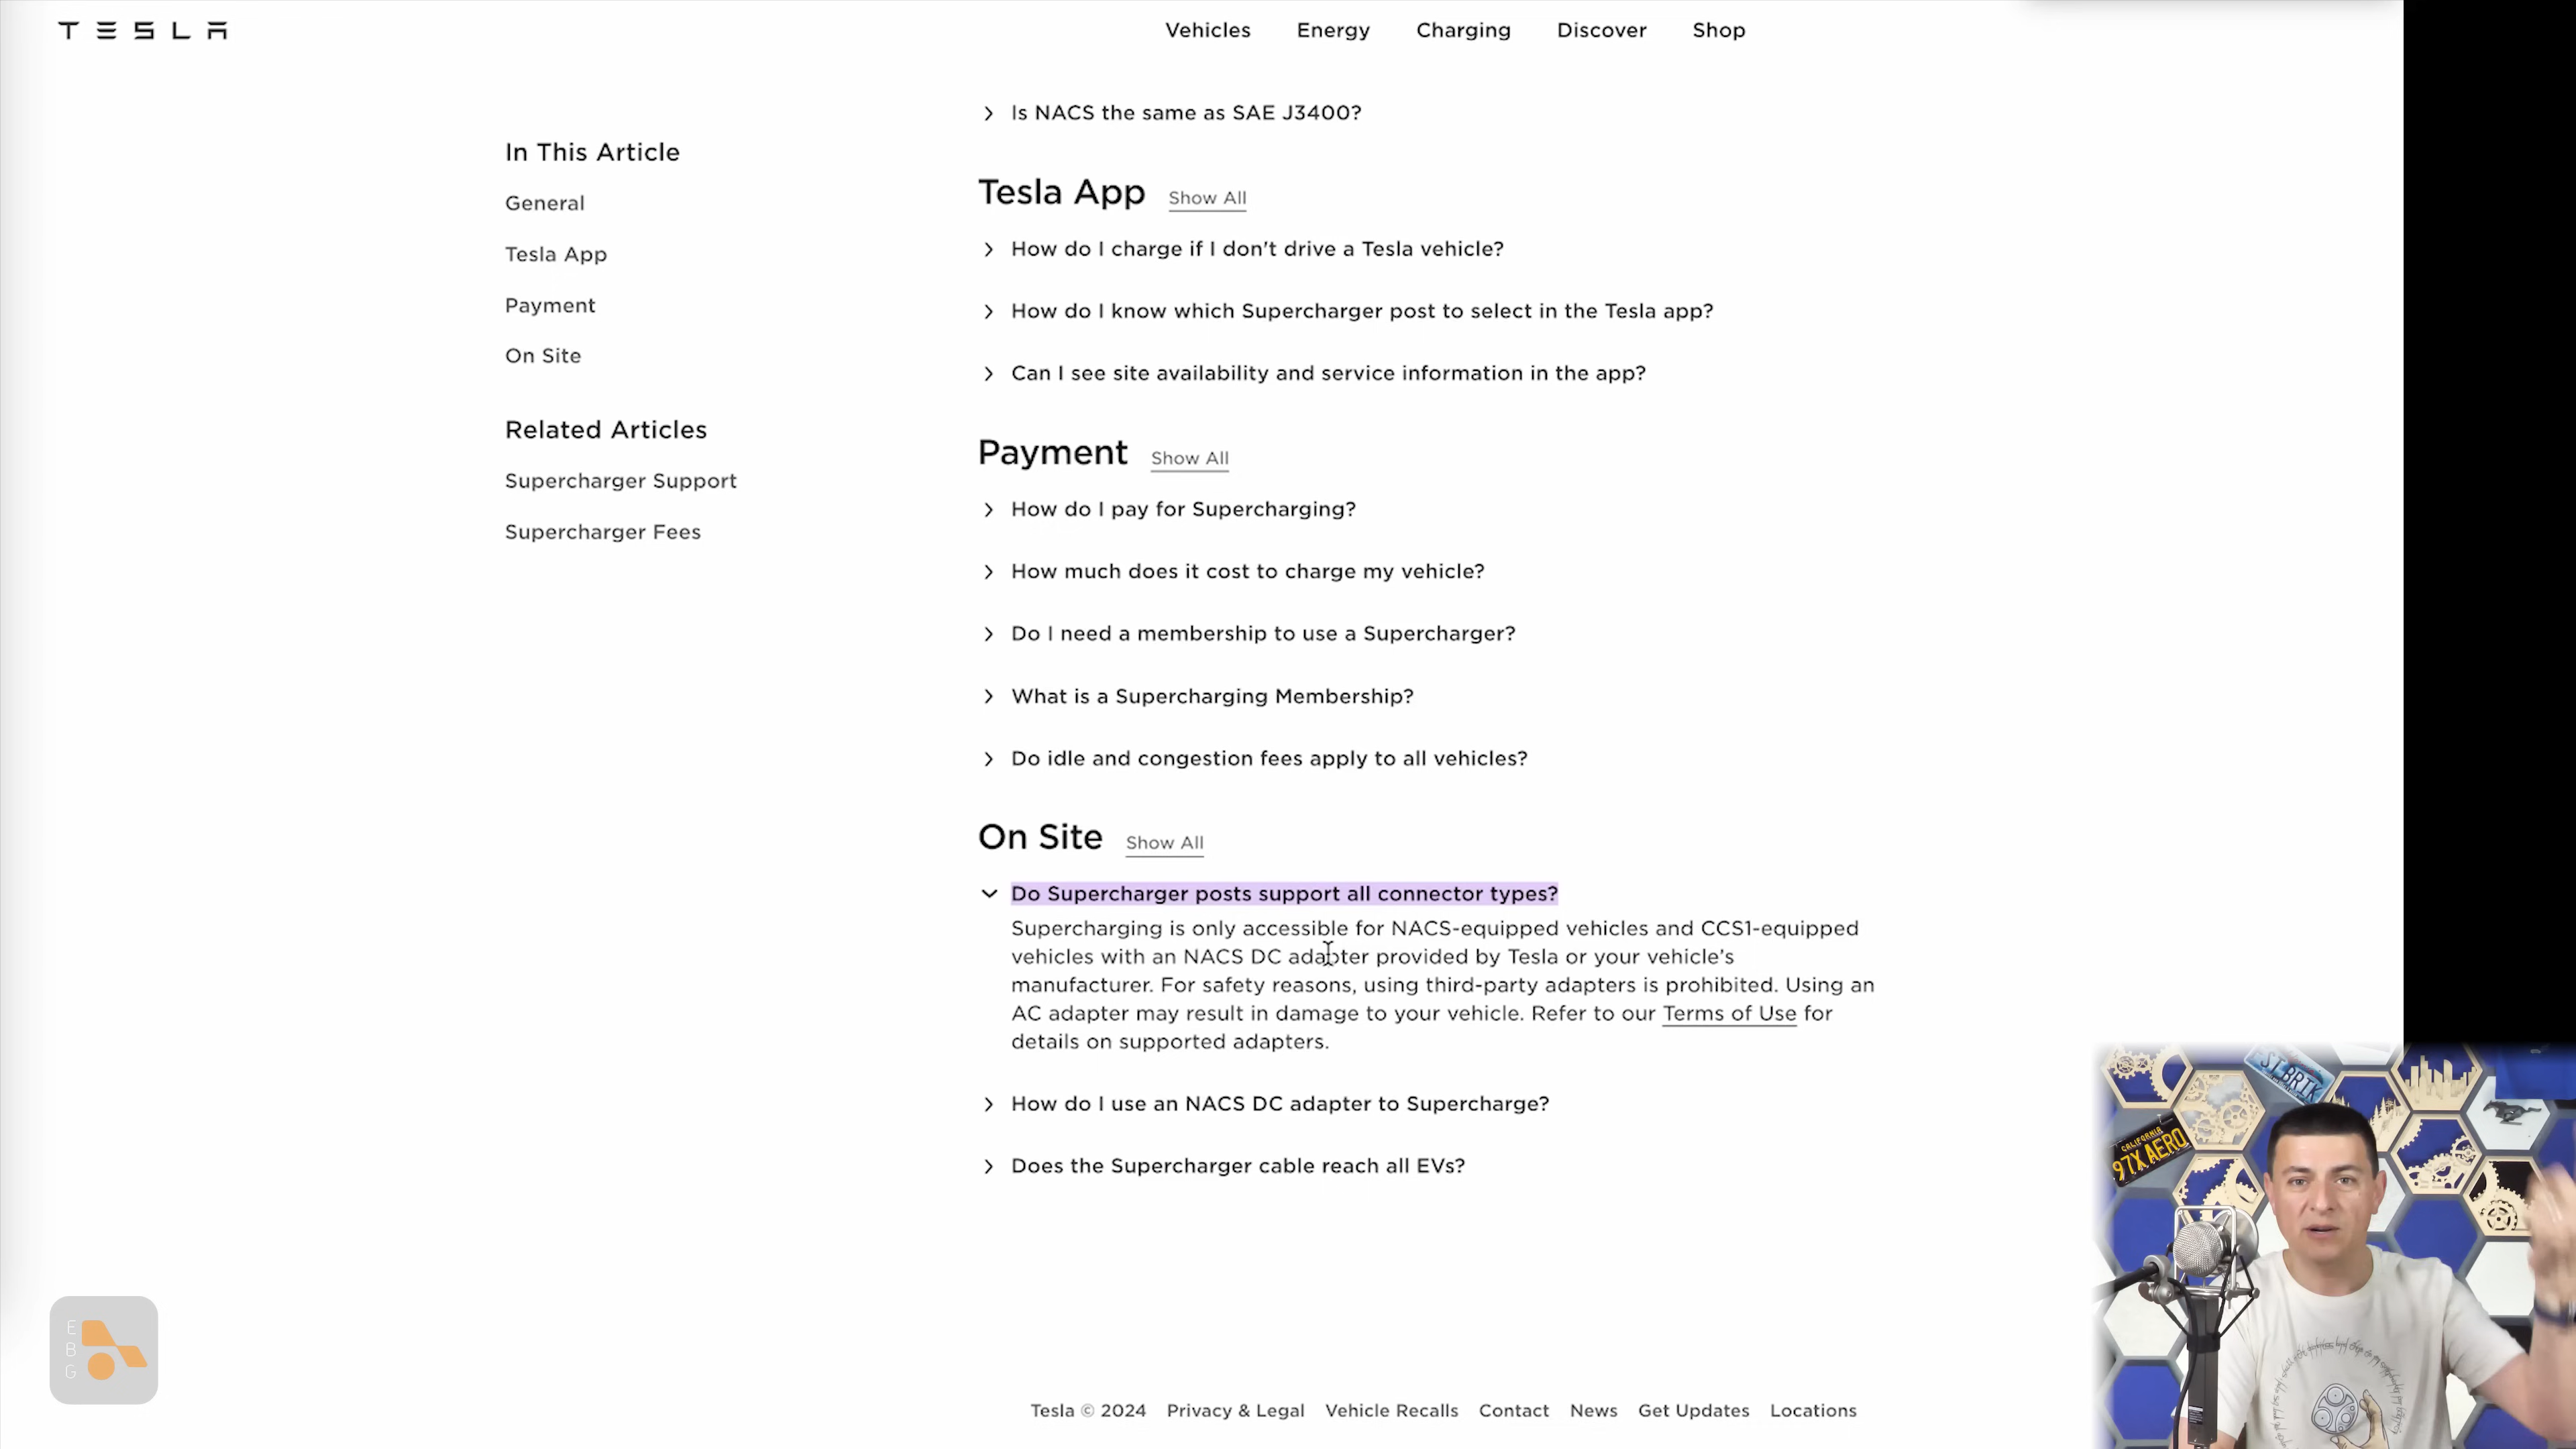 TESLA
Vehicles
Energy
Charging
Discover
Shop
In This Article
General
Tesla App
Payment
On Site
Related Articles
Supercharger Support
Supercharger Fees
Is NACS the same as SAE J3400?
Tesla App Show All
How do I charge if I don't drive a Tesla vehicle?
How do I know which Supercharger post to select in the Tesla app?
Can I see site availability and service information in the app?
Payment Show All
How do I pay for Supercharging?
How much does it cost to charge my vehicle?
Do I need a membership to use a Supercharger?
What is a Supercharging Membership?
Do idle and congestion fees apply to all vehicles?
On Site Show All
Do Supercharger posts support all connector types?
Supercharging is only accessible for NACS-equipped vehicles and CCS1-equipped
vehicles with an NACS DC adapter provided by Tesla or your vehicle’s
manufacturer. For safety reasons, using third-party adapters is prohibited. Using an
AC adapter may result in damage to your vehicle. Refer to our Terms of Use for
details on supported adapters.
How do I use an NACS DC adapter to Supercharge?
Does the Supercharger cable reach all EVs?
EBG
CALIFORNIA
97X AERO
Tesla © 2024 Privacy & Legal Vehicle Recalls Contact News Get Updates Locations